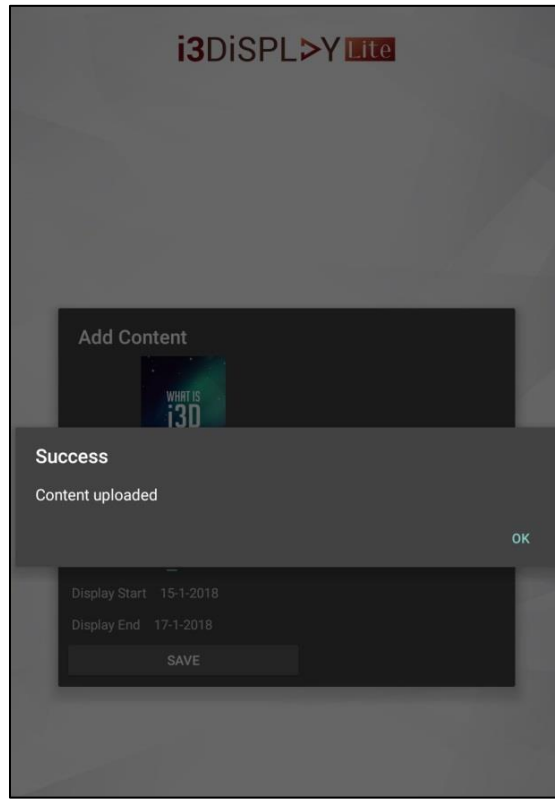 i3DiSPLAY Lite
Add Content
WHAT IS
i3D
Success
Content uploaded
OK
Display Start 15-1-2018
Display End 17-1-2018
SAVE